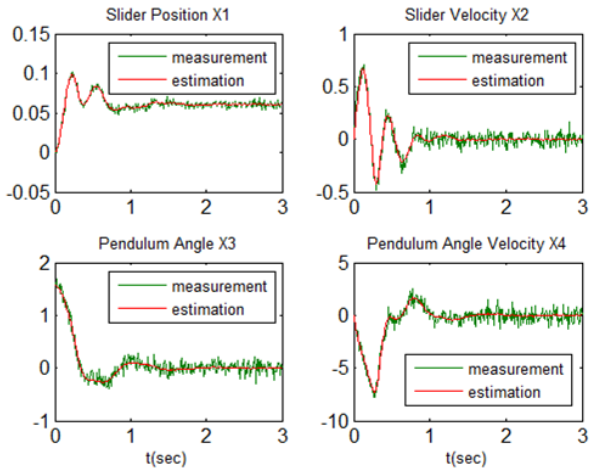 Slider Position X1
Slider Velocity X2
0.15
0.1
0.05
0
-0.05
0 1 2 3
measurement
estimation
1
0.5
0
-0.5
0 1 2 3
measurement
estimation
Pendulum Angle X3
Pendulum Angle Velocity X4
2
1
0
-1
0 1 2 3
measurement
estimation
t(sec)
5
0
-5
-10
0 1 2 3
measurement
estimation
t(sec)